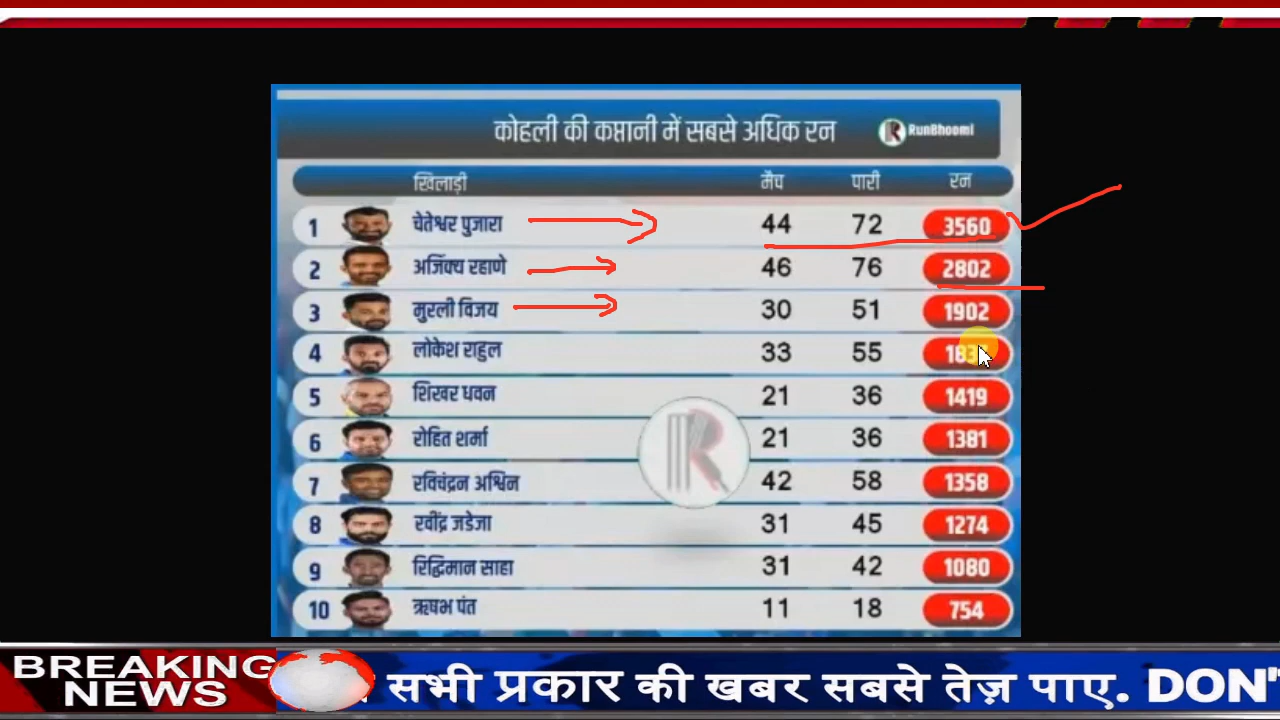 कोहली की कप्तानी में सबसे अधिक रन RunBhoomi
खिलाड़ी मैच पारी रन
1 चेतेश्वर पुजारा 44 72 3560
2 अजिंक्य रहाणे 46 76 2802
3 मुरली विजय 30 51 1902
4 लोकेश राहुल 33 55
5 शिखर धवन 21 36 1419
6 रोहित शर्मा 21 36 1381
7 रविचंद्रन अश्विन 42 58 1358
8 रवींद्र जडेजा 31 45 1274
9 रिद्धिमान साहा 31 42 1080
10 ऋषभ पंत 11 18 754
BREAKING NEWS
सभी प्रकार की खबर सबसे तेज़ पाए. DON'T